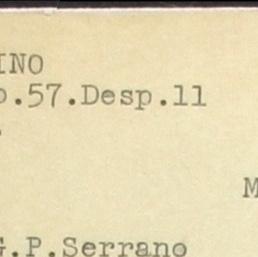 INO
o.57.Desp.11
M
G.P.Serrano